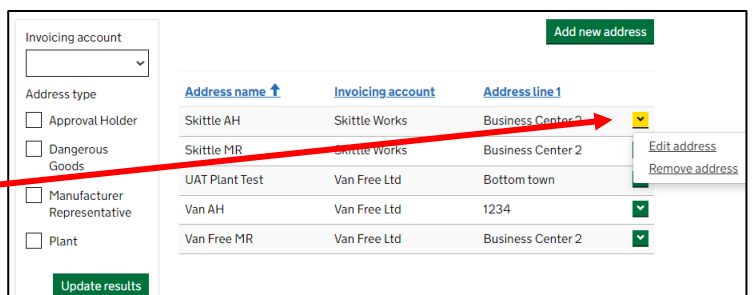 Invoicing account
Add new address
Address type
Approval Holder
Dangerous
Goods
Manufacturer
Representative
Plant
Update results
Address name Invoicing account Address line 1
Skittle AH Skittle Works Business Center 2
Skittle MR Skittle Works Business Center 2
UAT Plant Test Van Free Ltd Bottom town
Van AH Van Free Ltd 1234
Van Free MR Van Free Ltd Business Center 2
Edit address
Remove address